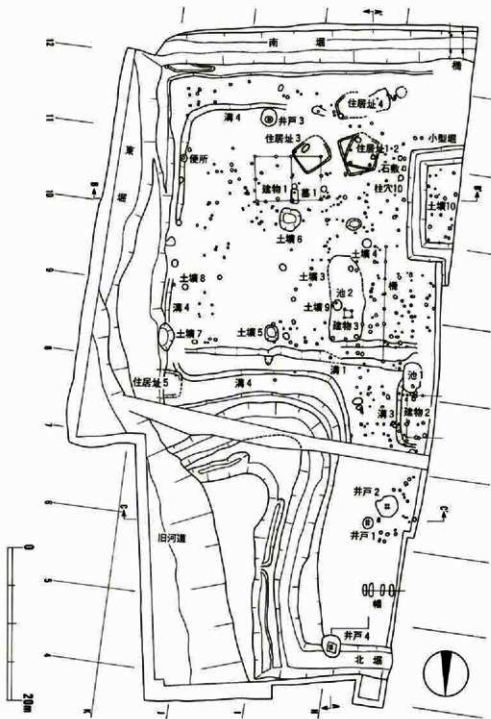 12
11
10
9
8
7
6
5
4
南堀
橋
東堀
溝4
井戸3
住居址4
住居址3
住居址1・2
小型堀
便所
石敷
柱穴10
建物1
墓1
土壙10
土壙6
土壙4
土壙8
土壙3
池2
柵
土壙9
溝4
建物3
土壙7
土壙5
溝1
住居址5
溝4
池1
溝3
建物2
井戸2
井戸1
旧河道
柵
井戸4
北堀
A
A
B
B
C
C
K
J
I
H
0
20m